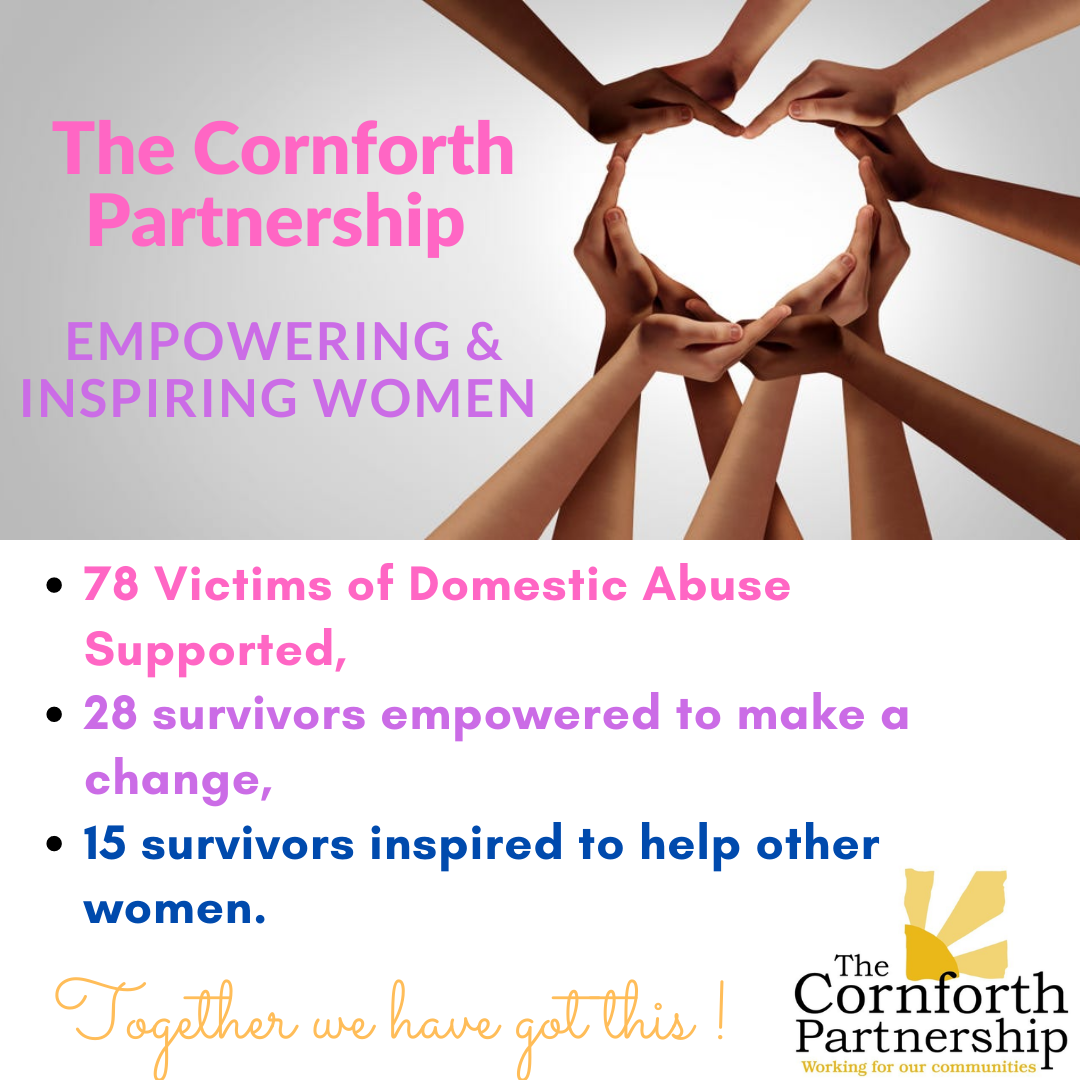 The Cornforth
Partnership
EMPOWERING &
INSPIRING WOMEN
• 78 Victims of Domestic Abuse
Supported,
• 28 survivors empowered to make a
change,
• 15 survivors inspired to help other
women.
Together we have got this !
The
Cornforth
Partnership
Working for our communities